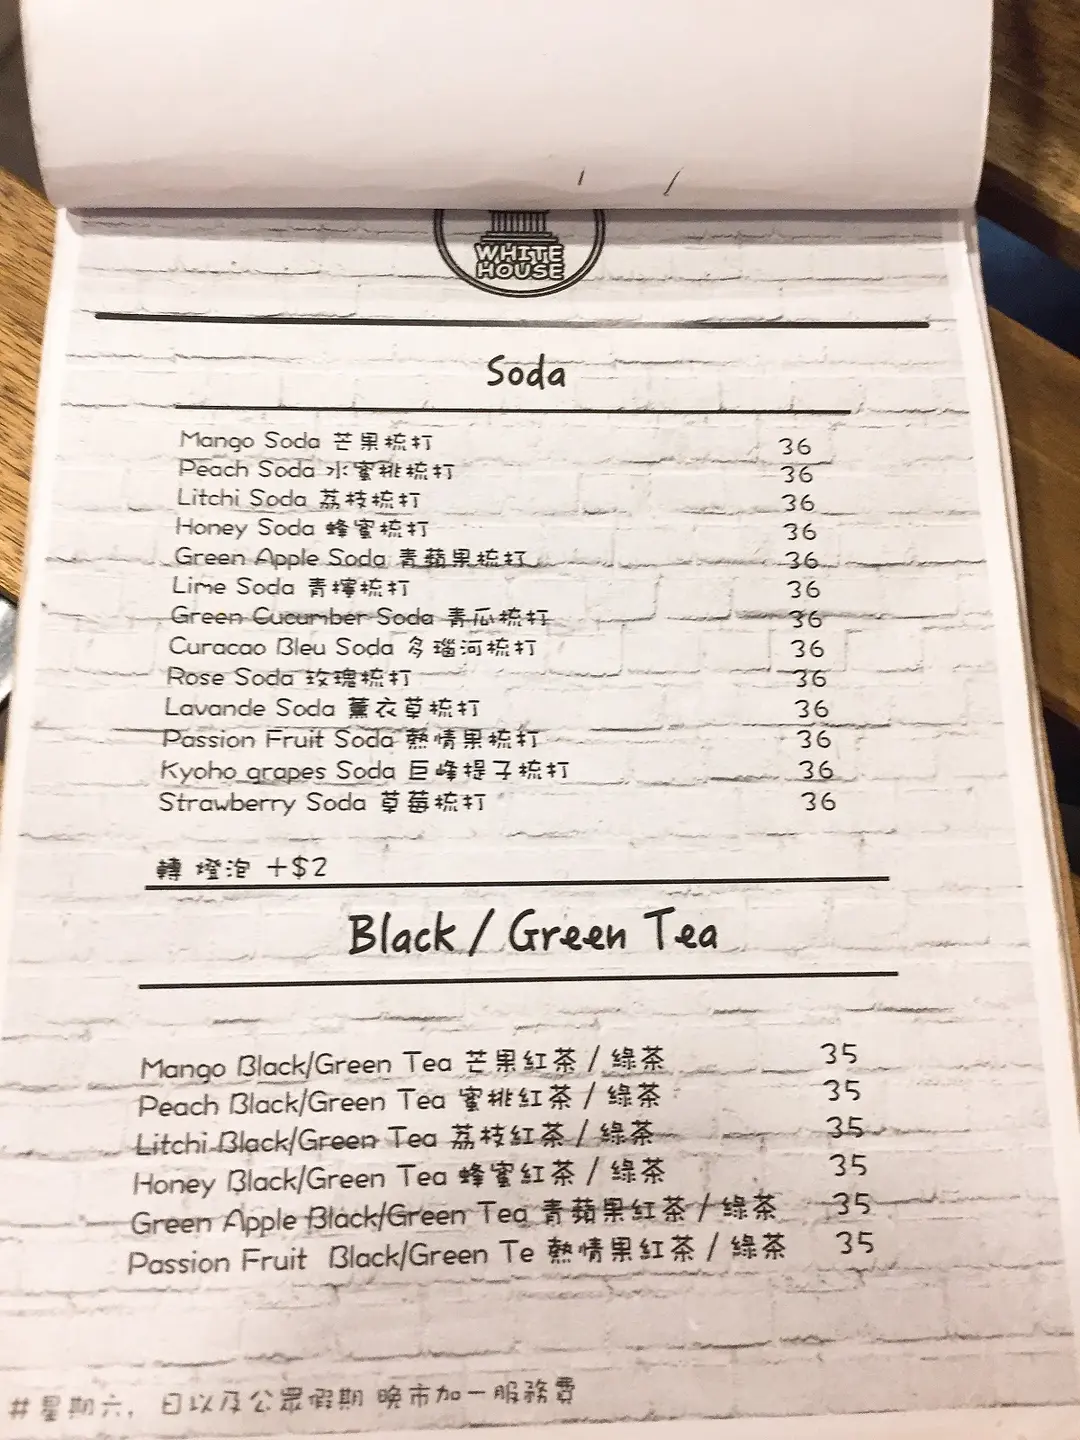 WHITE
HOUSE
Soda
Mango Soda 芒果梳打 36
Peach Soda 水蜜桃梳打 36
Litchi Soda 荔枝梳打 36
Honey Soda 蜂蜜梳打 36
Green Apple Soda 青蘋果梳打 36
Lime Soda 青檸梳打 36
Green Cucumber Soda 青瓜梳打 36
Curacao Bleu Soda 多瑙河梳打 36
Rose Soda 玫瑰梳打 36
Lavande Soda 薰衣草梳打 36
Passion Fruit Soda 熱情果梳打 36
Kyoho grapes Soda 巨峰提子梳打 36
Strawberry Soda 草莓梳打 36
轉 燈泡 +$2
Black / Green Tea
Mango Black/Green Tea 芒果紅茶 / 綠茶 35
Peach Black/Green Tea 蜜桃紅茶 / 綠茶 35
Litchi Black/Green Tea 荔枝紅茶 / 綠茶 35
Honey Black/Green Tea 蜂蜜紅茶 / 綠茶 35
Green Apple Black/Green Tea 青蘋果紅茶 / 綠茶 35
Passion Fruit Black/Green Te 熱情果紅茶 / 綠茶 35
#星期六, 日以及公眾假期 晚市加一服務費